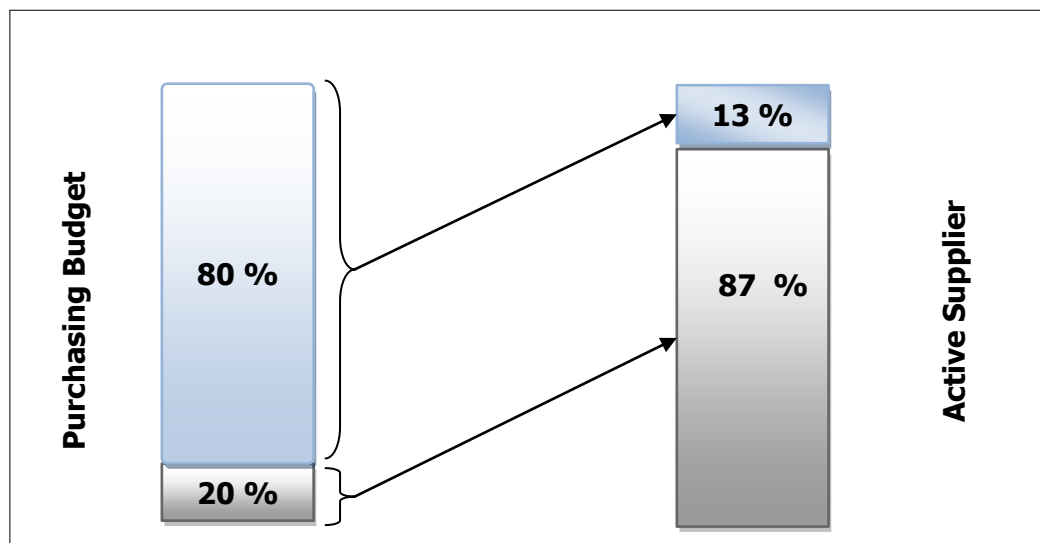 Purchasing Budget
80 %
20 %
13 %
87 %
Active Supplier